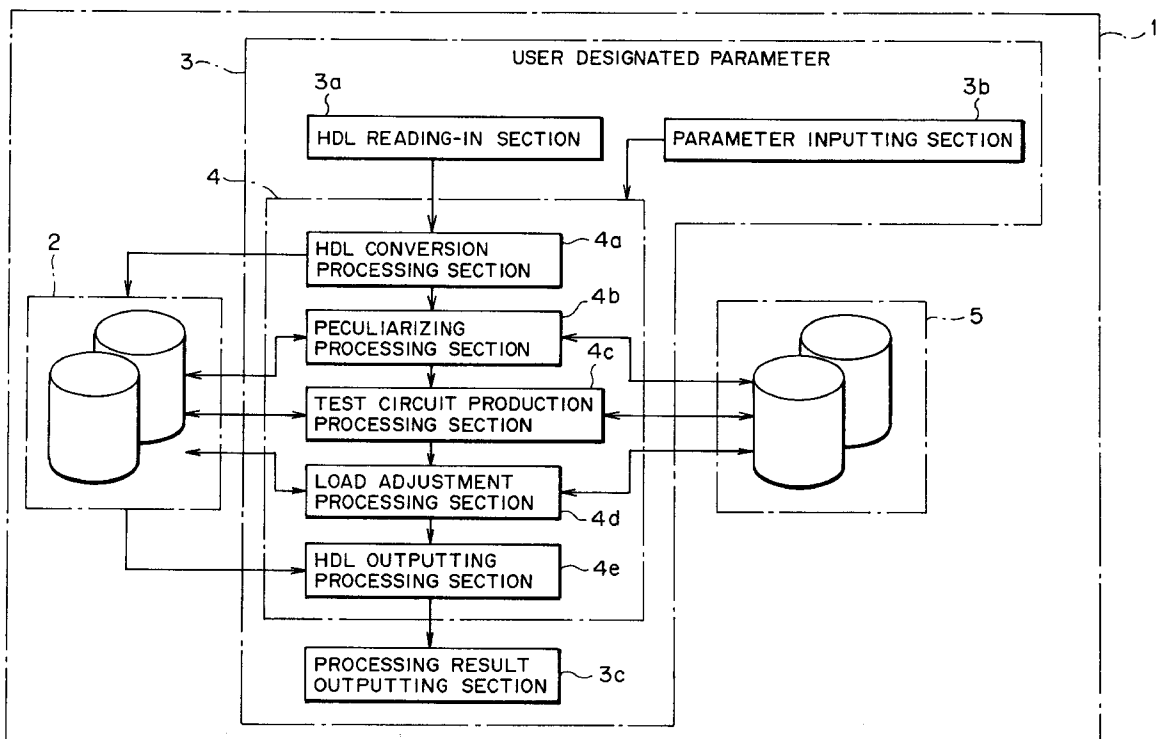 1
3
USER DESIGNATED PARAMETER
3a
3b
HDL READING-IN SECTION
PARAMETER INPUTTING SECTION
4
2
HDL CONVERSION
PROCESSING SECTION
4a
4b
5
PECULIARIZING
PROCESSING SECTION
4c
TEST CIRCUIT PRODUCTION
PROCESSING SECTION
LOAD ADJUSTMENT
PROCESSING SECTION
4d
HDL OUTPUTTING
PROCESSING SECTION
4e
PROCESSING RESULT
OUTPUTTING SECTION
3c